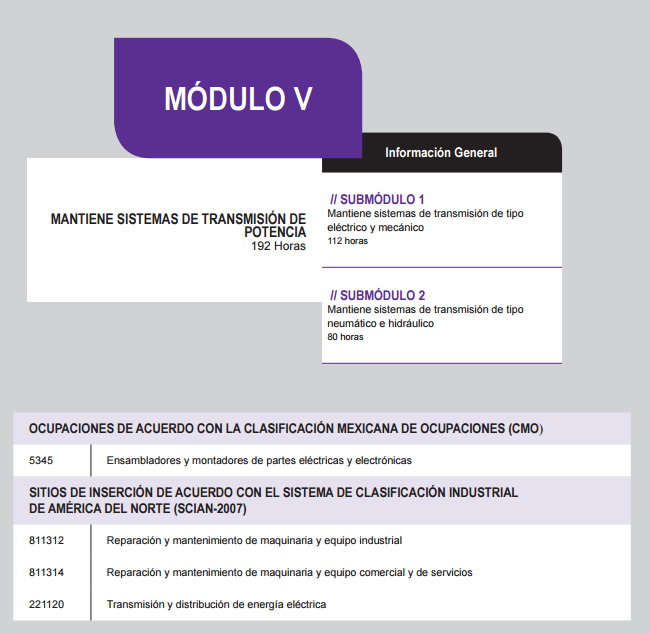 MÓDULO V
Información General
MANTIENE SISTEMAS DE TRANSMISIÓN DE
POTENCIA
192 Horas
// SUBMÓDULO 1
Mantiene sistemas de transmisión de tipo
eléctrico y mecánico
112 horas
// SUBMÓDULO 2
Mantiene sistemas de transmisión de tipo
neumático e hidráulico
80 horas
OCUPACIONES DE ACUERDO CON LA CLASIFICACIÓN MEXICANA DE OCUPACIONES (CMO)
5345 Ensambladores y montadores de partes eléctricas y electrónicas
SITIOS DE INSERCIÓN DE ACUERDO CON EL SISTEMA DE CLASIFICACIÓN INDUSTRIAL
DE AMÉRICA DEL NORTE (SCIAN-2007)
811312 Reparación y mantenimiento de maquinaria y equipo industrial
811314 Reparación y mantenimiento de maquinaria y equipo comercial y de servicios
221120 Transmisión y distribución de energía eléctrica